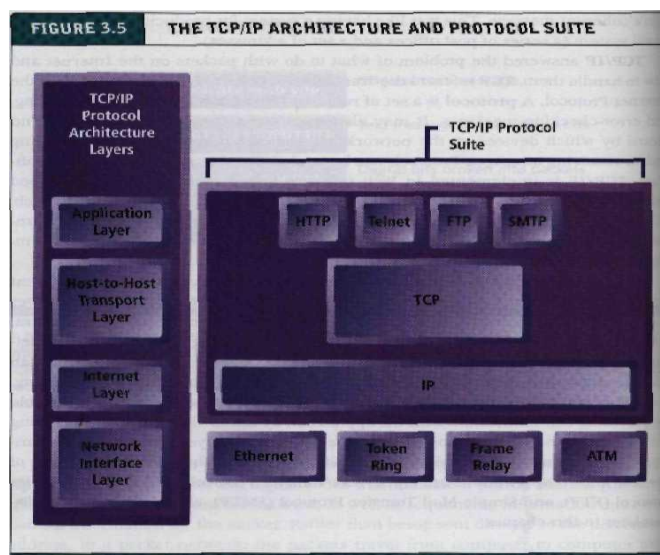 FIGURE 3.5
THE TCP/IP ARCHITECTURE AND PROTOCOL SUITE
TCP/IP
Protocol
Architecture
Layers
TCP/IP Protocol
Suite
Application
Layer
HTTP
Telnet
FTP
SMTP
Host-to-Host
Transport
Layer
TCP
Internet
Layer
IP
Network
Interface
Layer
Ethernet
Token
Ring
Frame
Relay
ATM